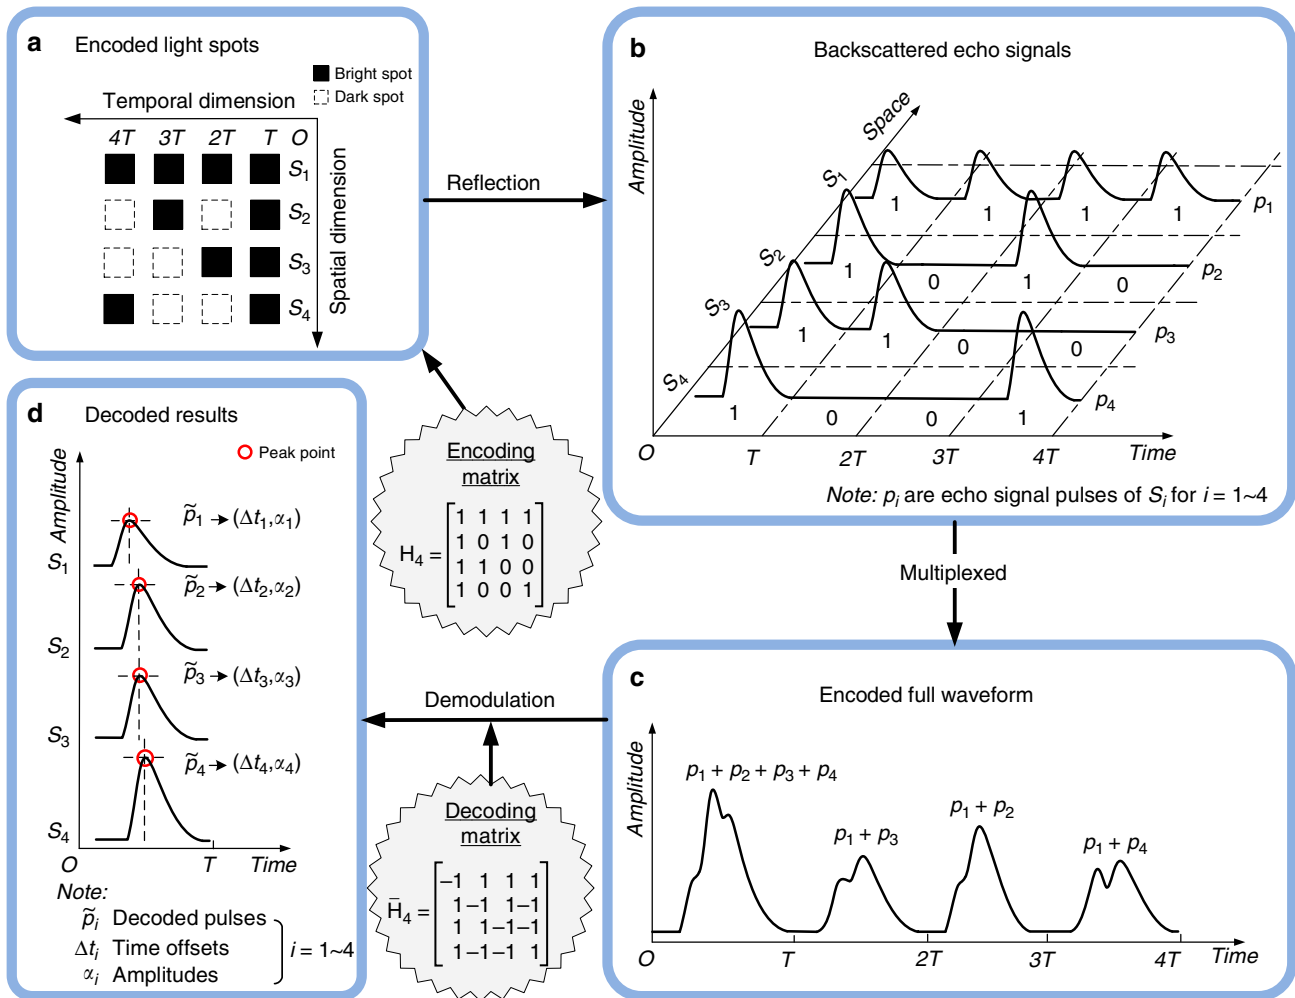 a Encoded light spots
Bright spot
Dark spot
Temporal dimension
4T 3T 2T T O
S1
S2
S3
S4
Spatial dimension
Reflection
b Backscattered echo signals
Amplitude
Space
S1
1 1 1 1
p1
S2
1 0 1 0
p2
S3
1 1 0 0
p3
S4
1 0 0 1
p4
O T 2T 3T 4T Time
Note: pi are echo signal pulses of Si for i = 1~4
Multiplexed
c Encoded full waveform
Amplitude
p1 + p2 + p3 + p4
p1 + p3
p1 + p2
p1 + p4
O T 2T 3T 4T Time
Demodulation
Encoding
matrix
H4 =
1 1 1 1
1 0 1 0
1 1 0 0
1 0 0 1
Decoding
matrix
H̄4 =
−1 1 1 1
1−1 1−1
1 1−1−1
1−1−1 1
d Decoded results
Peak point
Amplitude
S1
p̃1 → (Δt1,α1)
S2
p̃2 → (Δt2,α2)
S3
p̃3 → (Δt3,α3)
S4
p̃4 → (Δt4,α4)
O T Time
Note:
p̃i Decoded pulses
Δti Time offsets
αi Amplitudes
i = 1~4